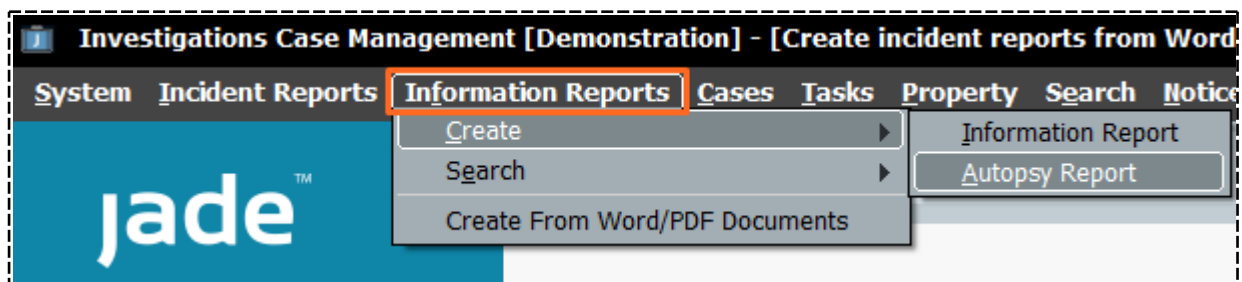 Investigations Case Management [Demonstration] - [Create incident reports from Word
System Incident Reports Information Reports Cases Tasks Property Search Notice
Create
Information Report
Search
Autopsy Report
Create From Word/PDF Documents
jade™